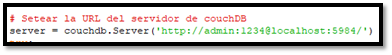 # Setear la URL del servidor de couchDB
server = couchdb.Server('http://admin:1234@localhost:5984/')